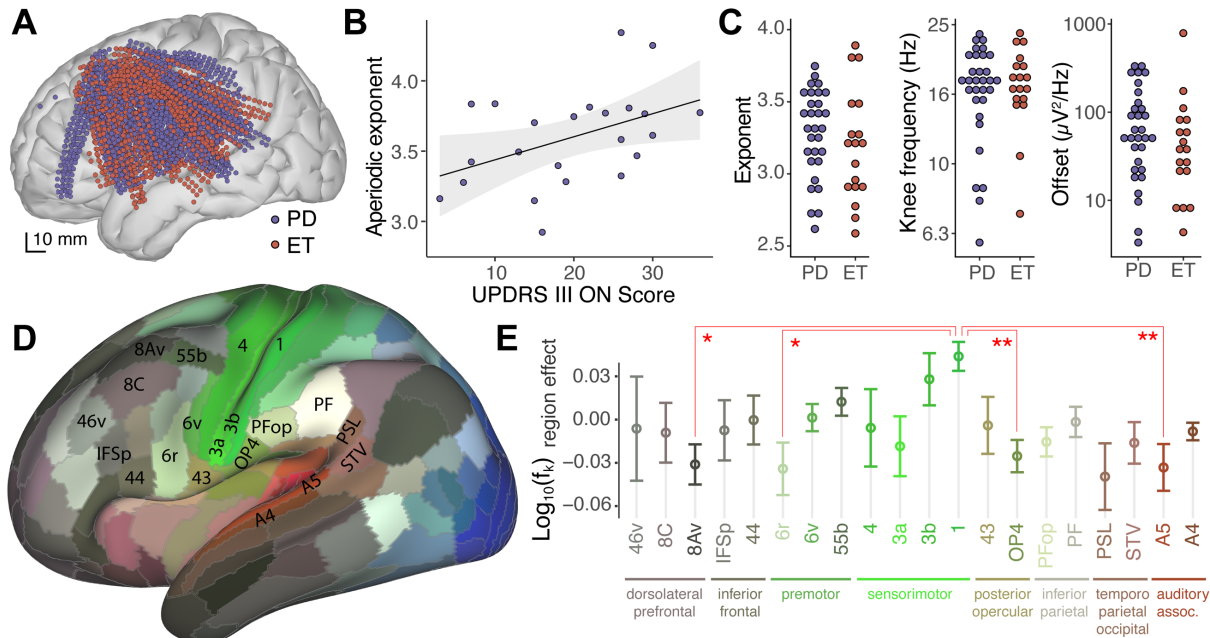 A
PD
ET
10 mm
B
Aperiodic exponent
4.0
3.5
3.0
10
20
30
UPDRS III ON Score
C
Exponent
4.0
3.5
3.0
2.5
PD
ET
Knee frequency (Hz)
25
16
10
6.3
PD
ET
Offset (μV²/Hz)
1000
100
10
PD
ET
D
8Av
55b
4
1
8C
46v
6v
3a
3b
PFop
PF
IFSp
6r
OP4
PSL
STV
44
43
A5
A4
E
*
*
**
**
Log₁₀(fₖ) region effect
0.03
0.00
−0.03
−0.06
46v
8C
8Av
IFSp
44
6r
6v
55b
4
3a
3b
1
43
OP4
PFop
PF
PSL
STV
A5
A4
dorsolateral
prefrontal
inferior
frontal
premotor
sensorimotor
posterior
opercular
inferior
parietal
temporo
parietal
occipital
auditory
assoc.